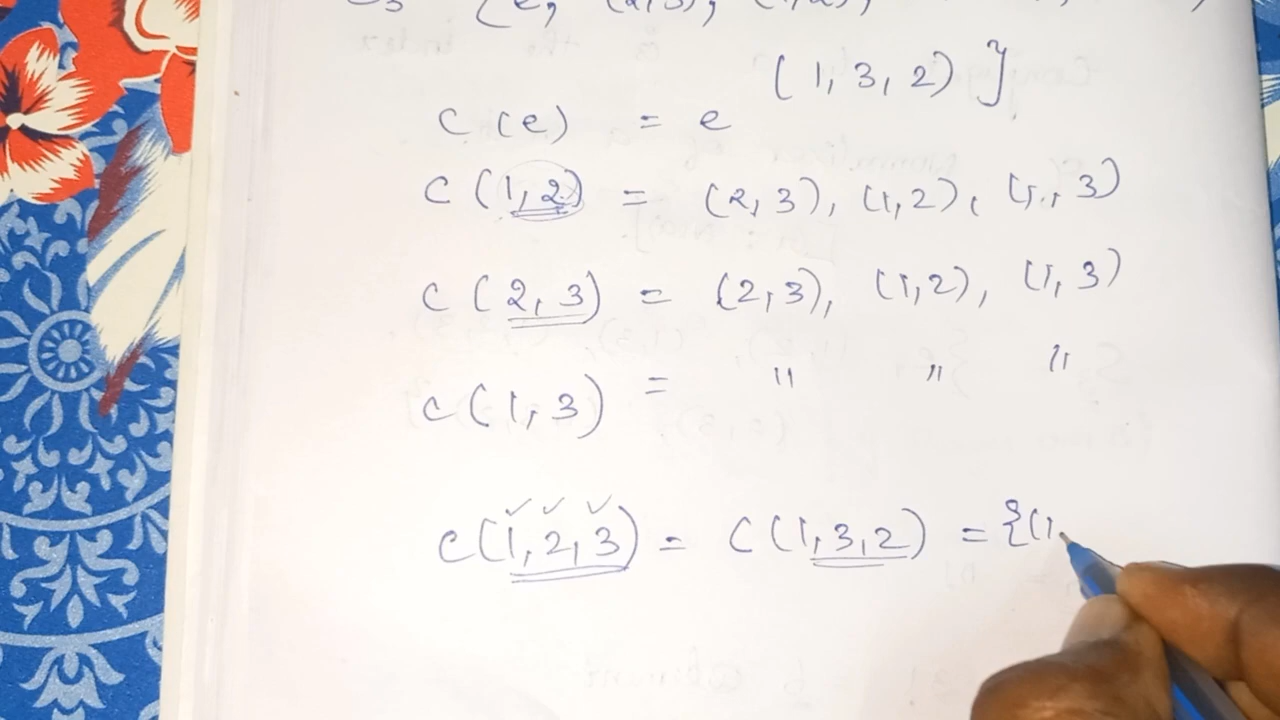 (1, 3, 2) }
C (e) = e
C (1, 2) = (2, 3), (1, 2), (1, 3)
C (2, 3) = (2, 3), (1, 2), (1, 3)
C (1, 3) = " " "
C (1, 2, 3) = C (1, 3, 2) = {(1,